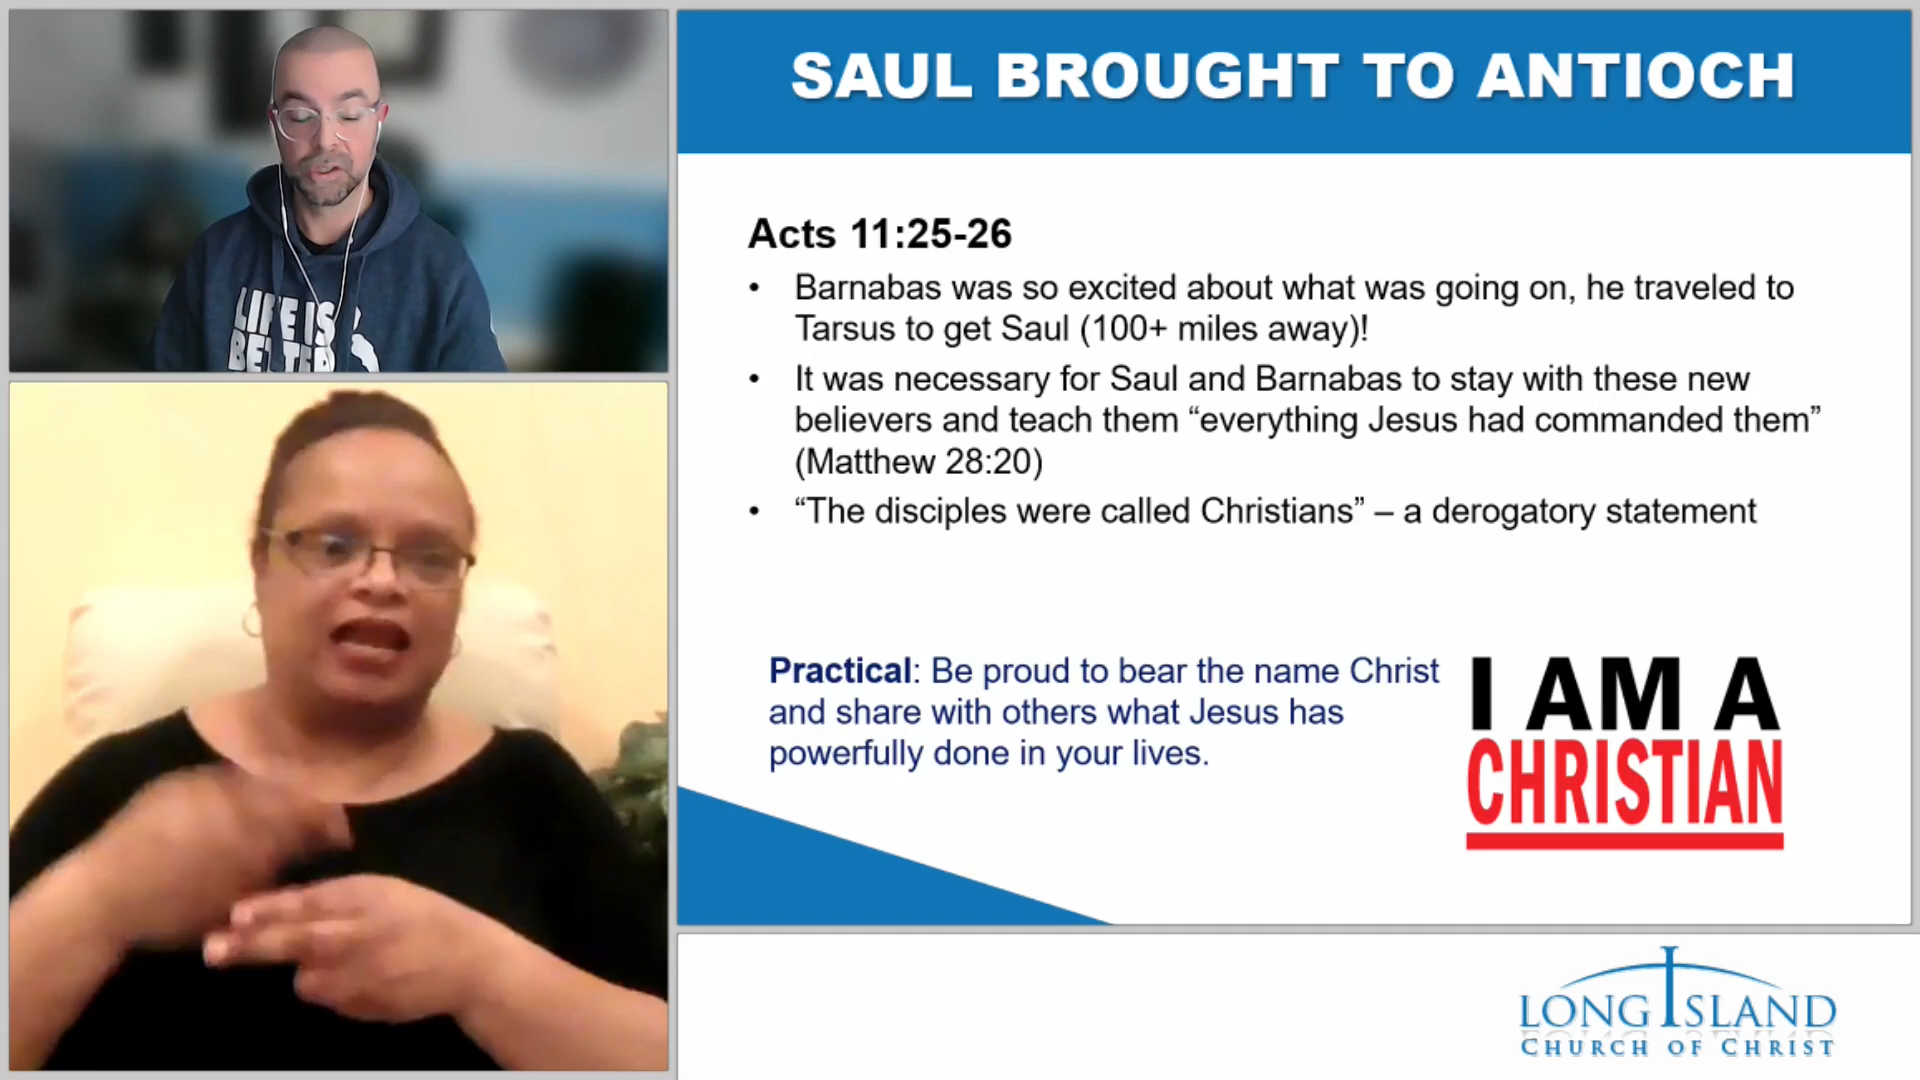 LIFE IS
BETTER
SAUL BROUGHT TO ANTIOCH
Acts 11:25-26
• Barnabas was so excited about what was going on, he traveled to
Tarsus to get Saul (100+ miles away)!
• It was necessary for Saul and Barnabas to stay with these new
believers and teach them “everything Jesus had commanded them”
(Matthew 28:20)
• “The disciples were called Christians” – a derogatory statement
Practical: Be proud to bear the name Christ
and share with others what Jesus has
powerfully done in your lives.
I AM A
CHRISTIAN
LONG ISLAND
CHURCH OF CHRIST